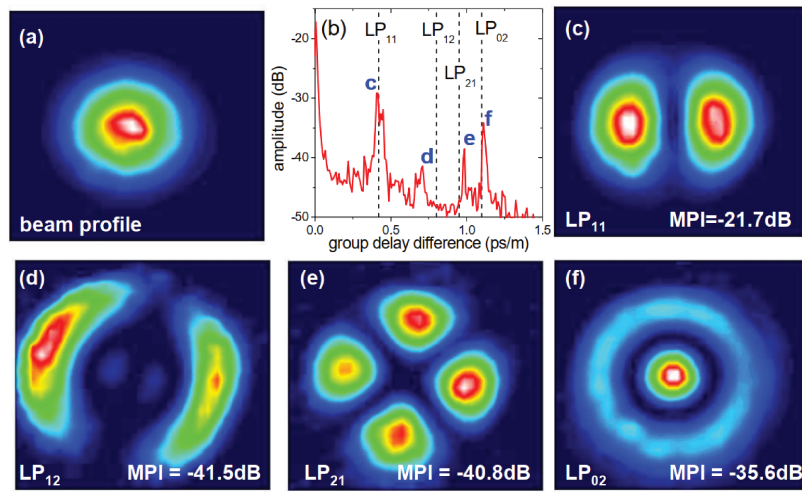 (a)
beam profile
(b)
LP11 LP12 LP02
LP21
c
d
e
f
amplitude (dB)
-20
-30
-40
-50
0.0 0.5 1.0 1.5
group delay difference (ps/m)
(c)
LP11 MPI=-21.7dB
(d)
LP12 MPI = -41.5dB
(e)
LP21 MPI = -40.8dB
(f)
LP02 MPI = -35.6dB